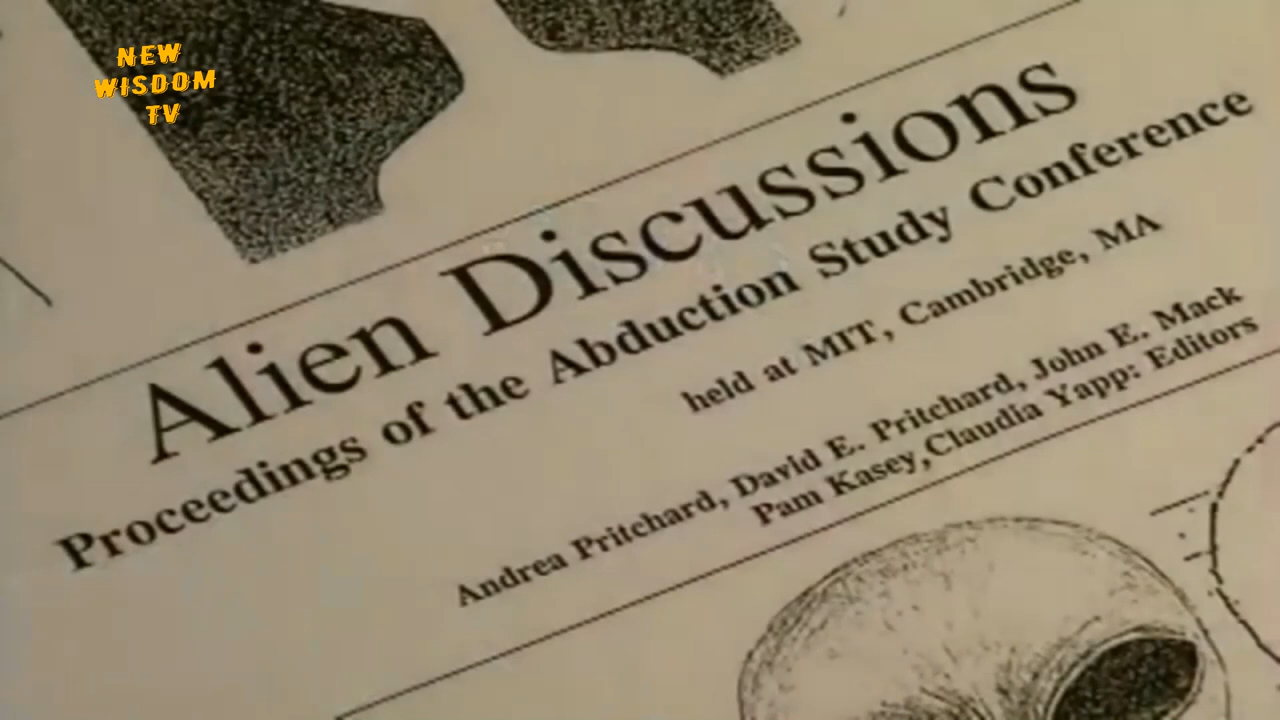 NEW
WISDOM
TV
Alien Discussions
Proceedings of the Abduction Study Conference
held at MIT, Cambridge, MA
Andrea Pritchard, David E. Pritchard, John E. Mack
Pam Kasey,Claudia Yapp: Editors